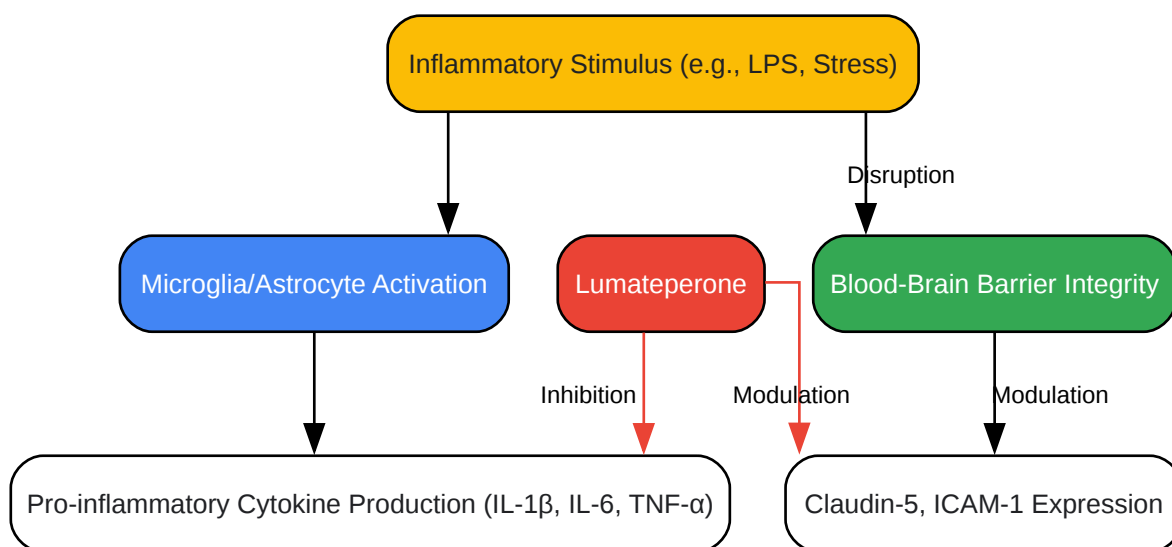 Inflammatory Stimulus (e.g., LPS, Stress)
Disruption
Microglia/Astrocyte Activation
Lumateperone
Blood-Brain Barrier Integrity
Inhibition
Modulation
Modulation
Pro-inflammatory Cytokine Production (IL-1β, IL-6, TNF-α)
Claudin-5, ICAM-1 Expression